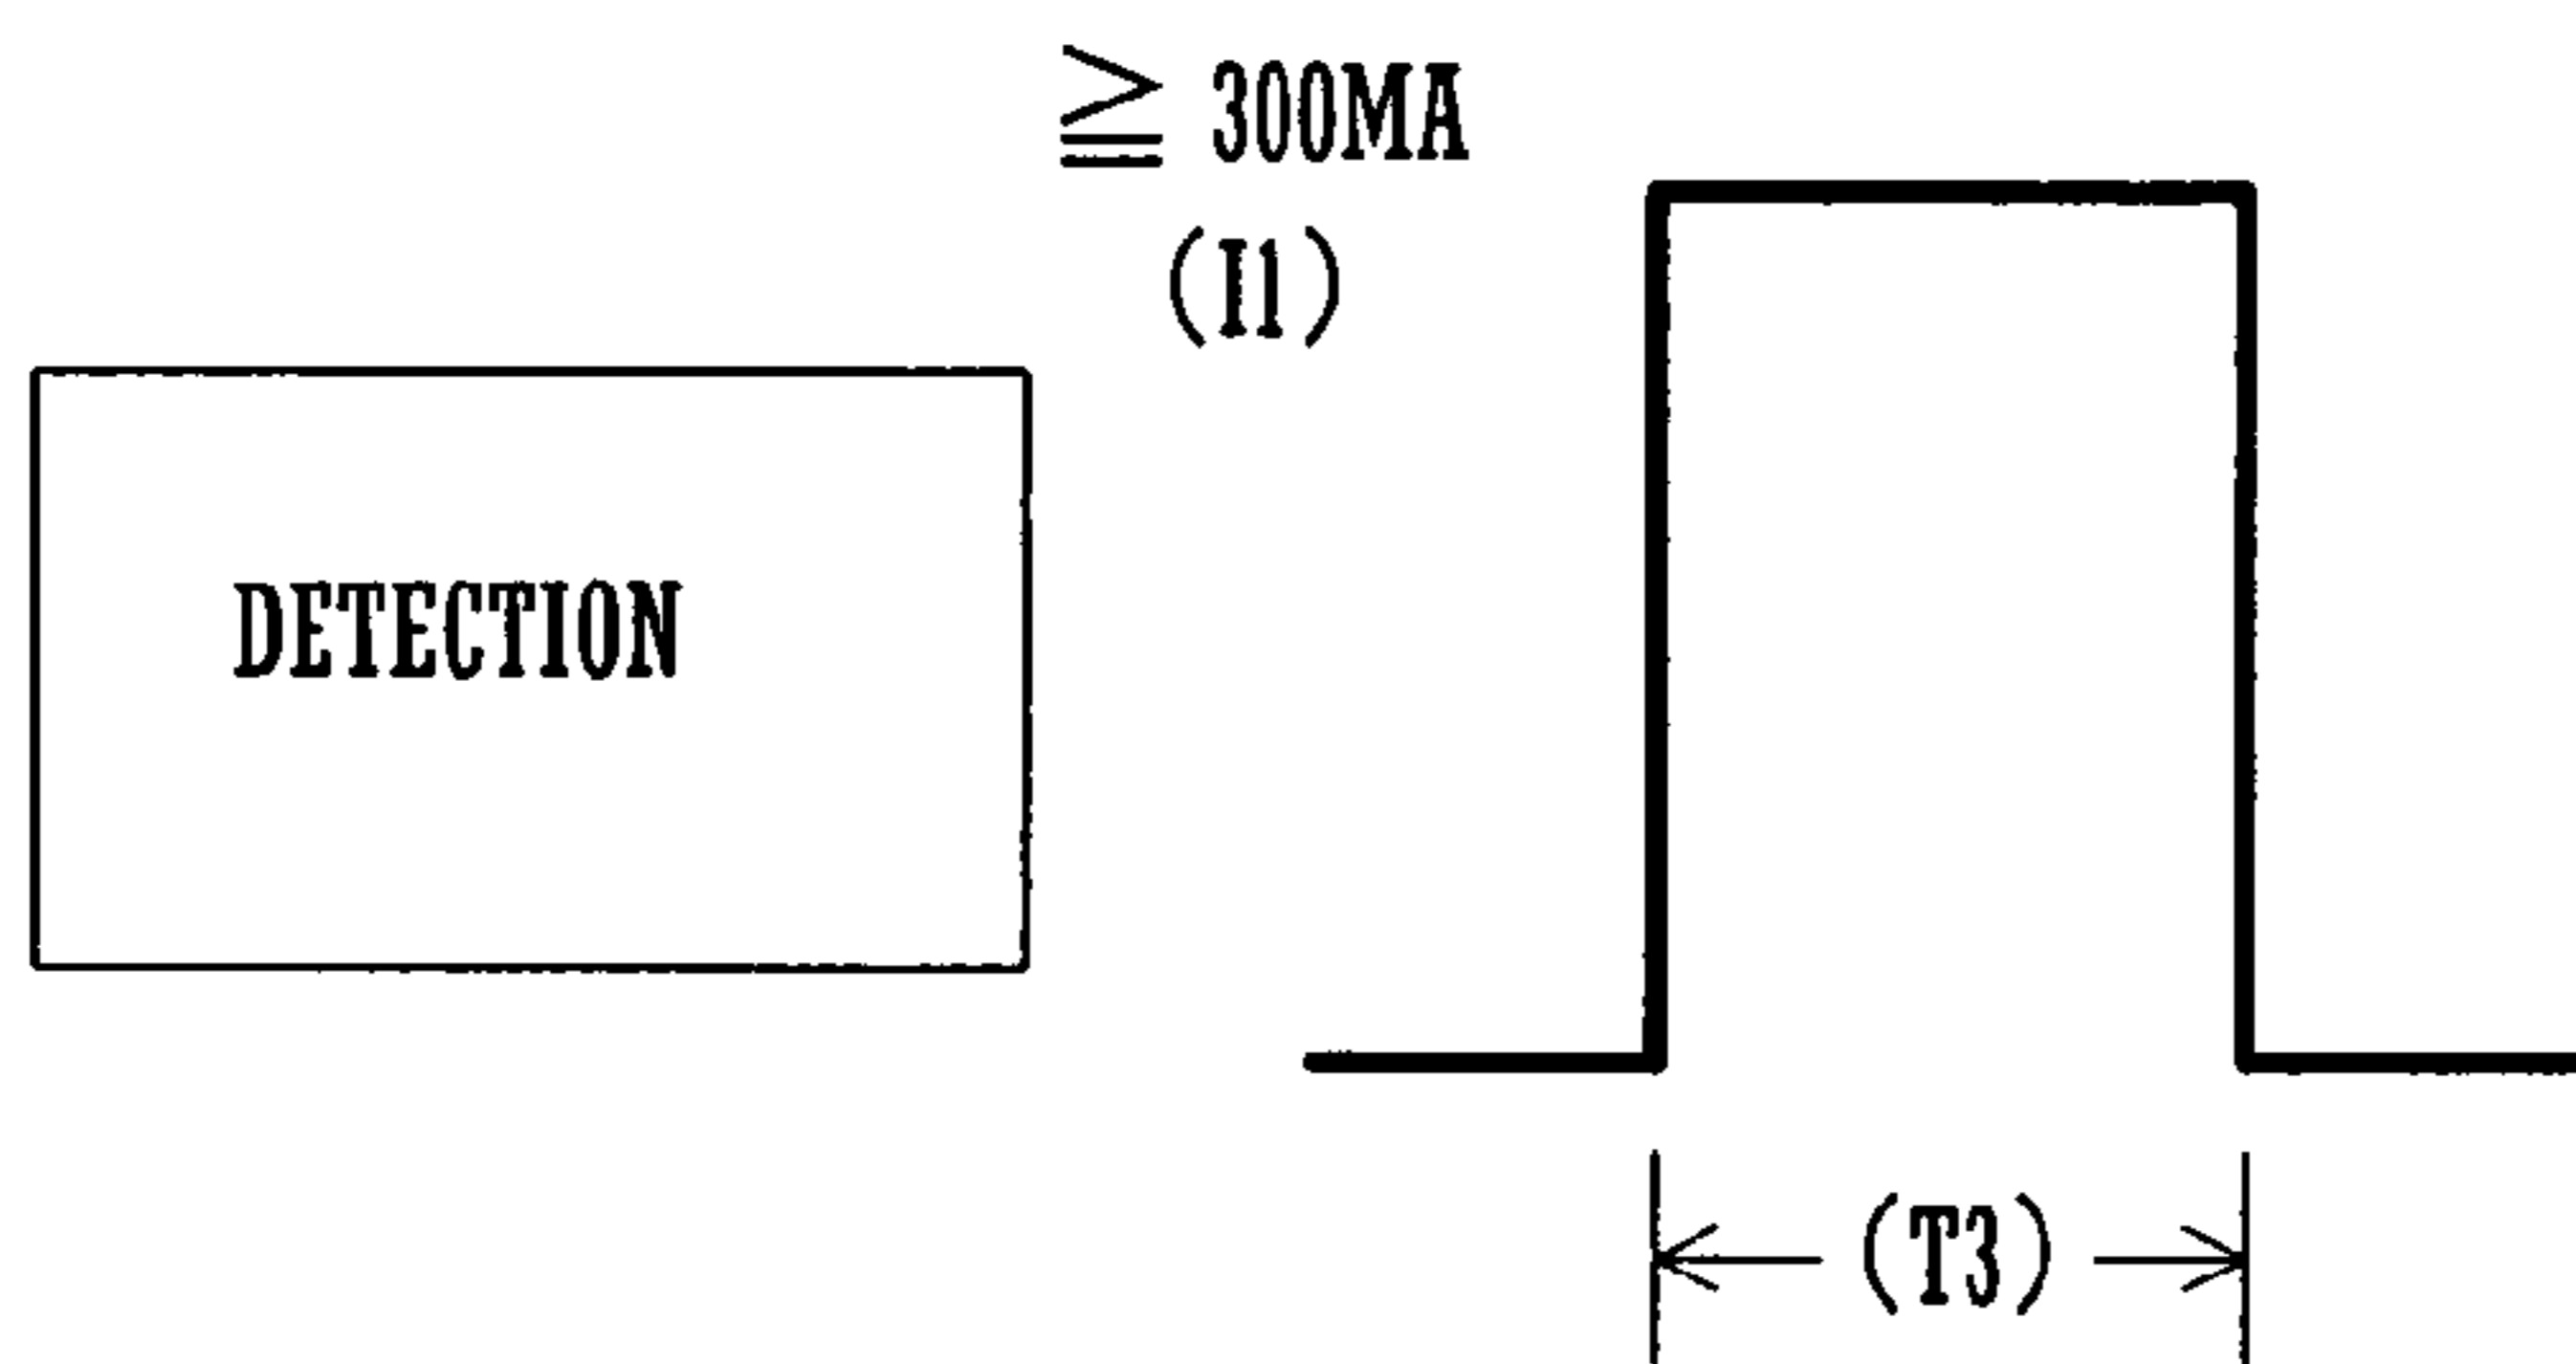 ≧ 300MA
(I1)
DETECTION
(T3)